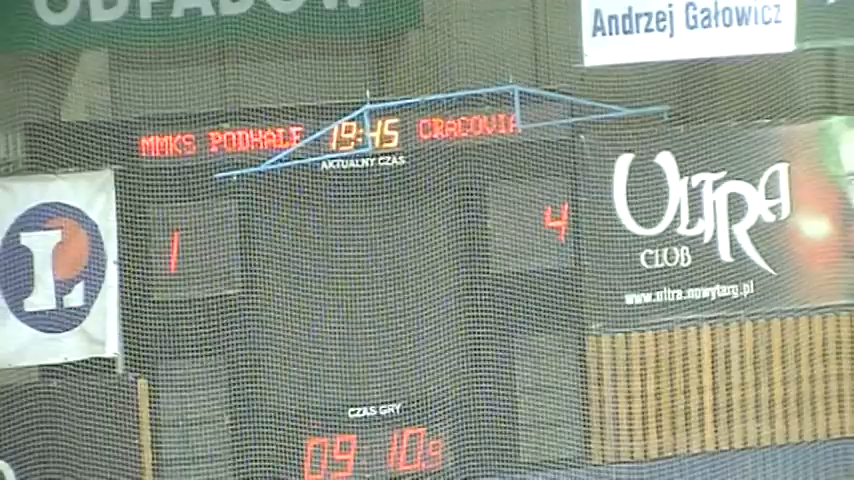 ODPADÓW
Andrzej Gałowicz
MMKS PODHALE 19:45 CRACOVIA
AKTUALNY CZAS
1 4
L
ULTRA
CLUB
www.ultra.nowytarg.pl
CZAS GRY
09:10